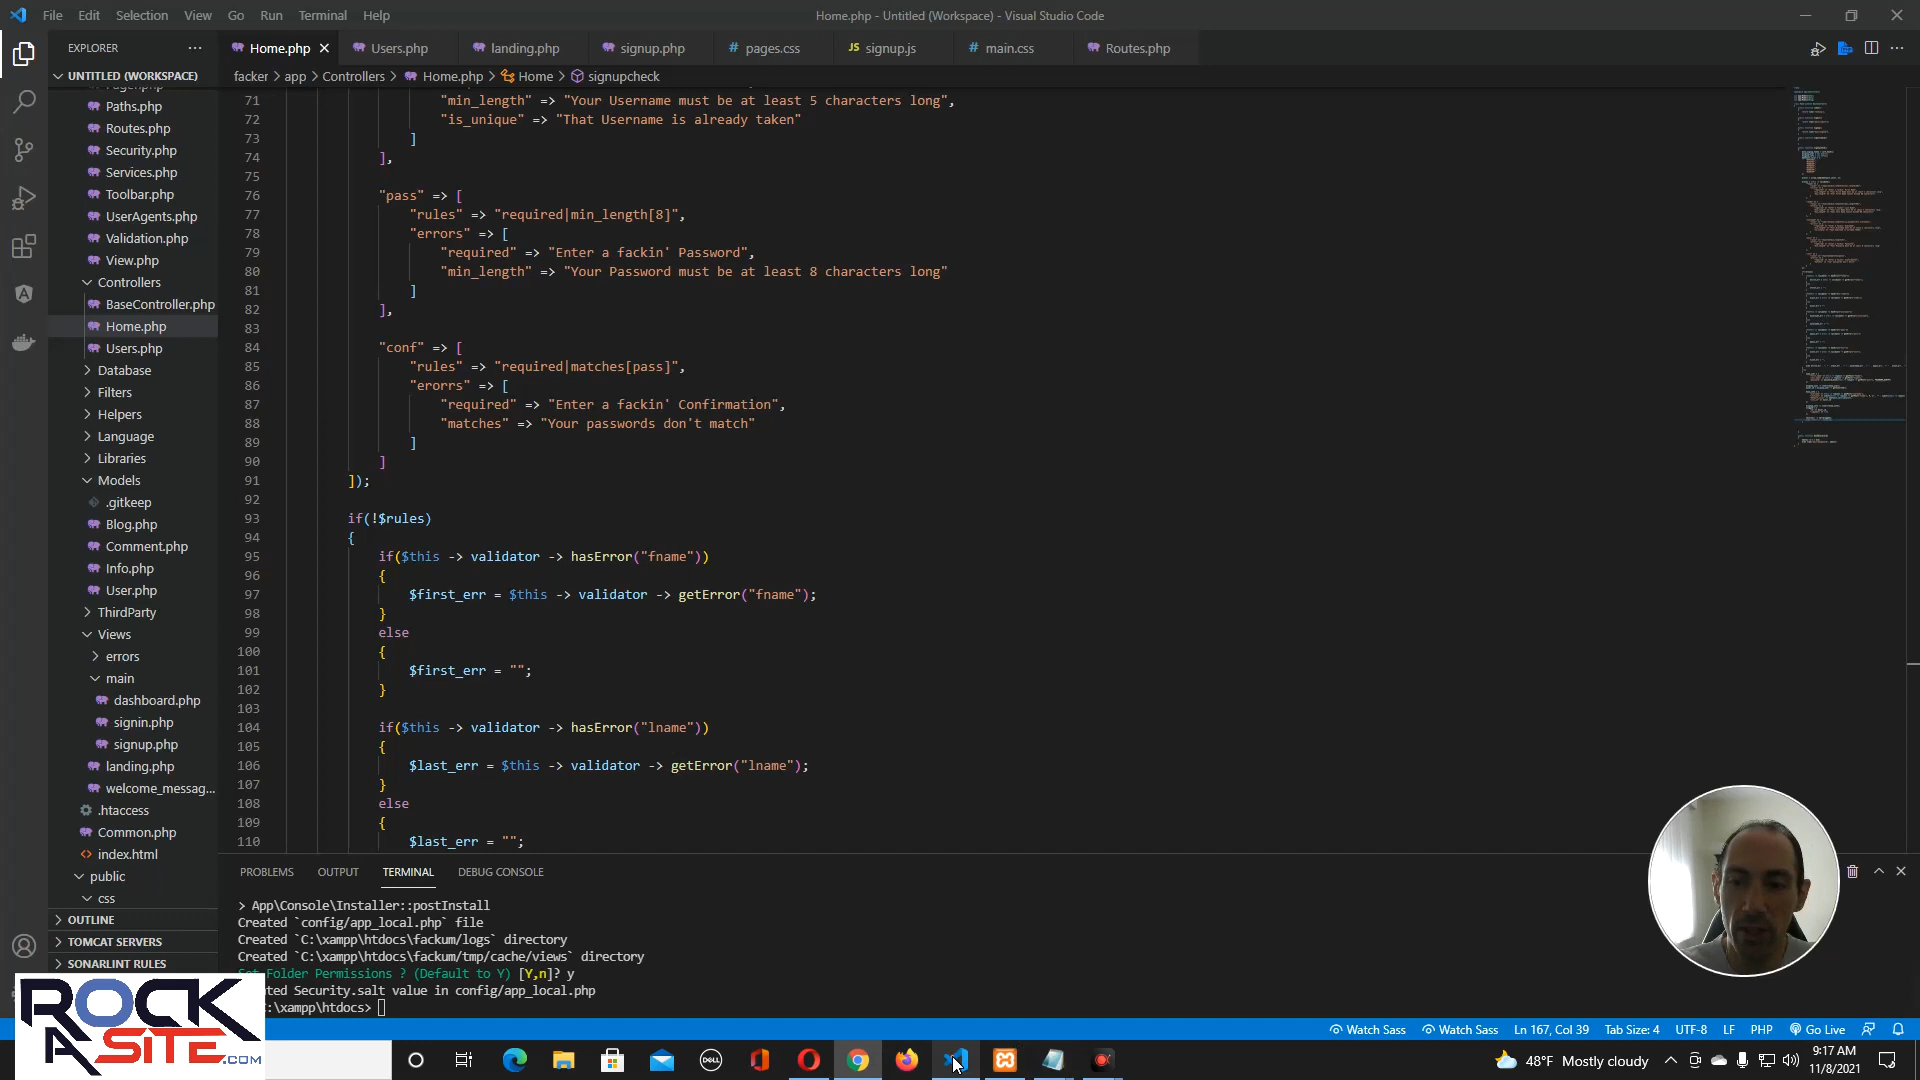 File Edit Selection View Go Run Terminal Help
Home.php - Untitled (Workspace) - Visual Studio Code
EXPLORER
Home.php
Users.php
landing.php
signup.php
pages.css
JS signup.js
main.css
Routes.php
UNTITLED (WORKSPACE)
facker > app > Controllers > Home.php > Home > signupcheck
Paths.php
Routes.php
Security.php
Services.php
Toolbar.php
UserAgents.php
Validation.php
View.php
Controllers
BaseController.php
Home.php
Users.php
Database
Filters
Helpers
Language
Libraries
Models
.gitkeep
Blog.php
Comment.php
Info.php
User.php
ThirdParty
Views
errors
main
dashboard.php
signin.php
signup.php
landing.php
welcome_messag...
.htaccess
Common.php
index.html
public
css
OUTLINE
TOMCAT SERVERS
SONARLINT RULES
71 "min_length" => "Your Username must be at least 5 characters long",
72 "is_unique" => "That Username is already taken"
73 ]
74 ],
75
76 "pass" => [
77 "rules" => "required|min_length[8]",
78 "errors" => [
79 "required" => "Enter a fackin' Password",
80 "min_length" => "Your Password must be at least 8 characters long"
81 ]
82 ],
83
84 "conf" => [
85 "rules" => "required|matches[pass]",
86 "erorrs" => [
87 "required" => "Enter a fackin' Confirmation",
88 "matches" => "Your passwords don't match"
89 ]
90 ]
91 ]);
92
93 if(!$rules)
94 {
95 if($this -> validator -> hasError("fname"))
96 {
97 $first_err = $this -> validator -> getError("fname");
98 }
99 else
100 {
101 $first_err = "";
102 }
103
104 if($this -> validator -> hasError("lname"))
105 {
106 $last_err = $this -> validator -> getError("lname");
107 }
108 else
109 {
110 $last_err = "";
PROBLEMS OUTPUT TERMINAL DEBUG CONSOLE
> App\Console\Installer::postInstall
Created `config/app_local.php` file
Created `C:\xampp\htdocs\fackum/logs` directory
Created `C:\xampp\htdocs\fackum/tmp/cache/views` directory
Set Folder Permissions ? (Default to Y) [Y,n]? y
ted Security.salt value in config/app_local.php
:\xampp\htdocs>
ROCK
A SITE.COM
Watch Sass Watch Sass Ln 167, Col 39 Tab Size: 4 UTF-8 LF PHP Go Live
DELL
48°F Mostly cloudy
9:17 AM
11/8/2021